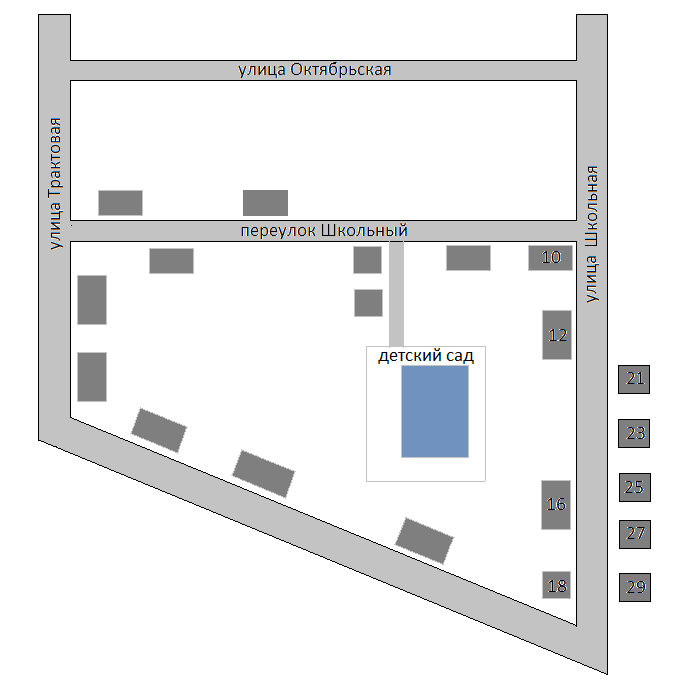 улица Октябрьская
улица Трактовая
улица Школьная
переулок Школьный
10
12
детский сад
21
23
25
16
27
18
29